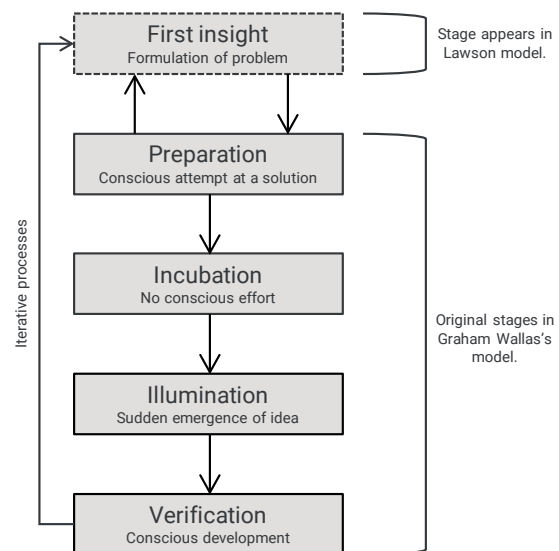 First insight
Formulation of problem
Stage appears in
Lawson model.
Preparation
Conscious attempt at a solution
Incubation
No conscious effort
Iterative processes
Original stages in
Graham Wallas's
model.
Illumination
Sudden emergence of idea
Verification
Conscious development